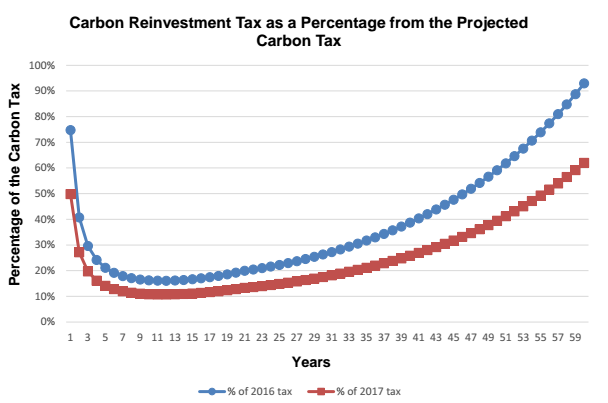 Carbon Reinvestment Tax as a Percentage from the Projected
Carbon Tax
Percentage of the Carbon Tax
100%
90%
80%
70%
60%
50%
40%
30%
20%
10%
0%
1 3 5 7 9 11 13 15 17 19 21 23 25 27 29 31 33 35 37 39 41 43 45 47 49 51 53 55 57 59
Years
% of 2016 tax % of 2017 tax